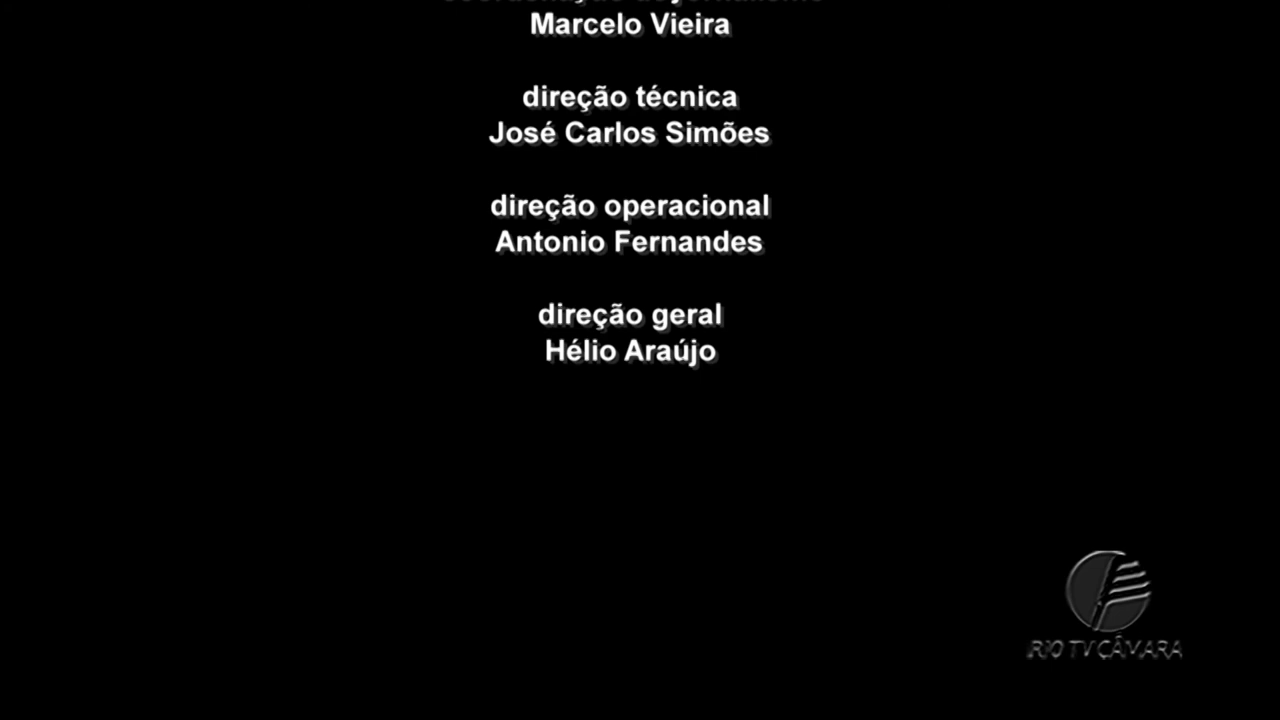 Marcelo Vieira
direção técnica
José Carlos Simões
direção operacional
Antonio Fernandes
direção geral
Hélio Araújo
RIO TV CÂMARA